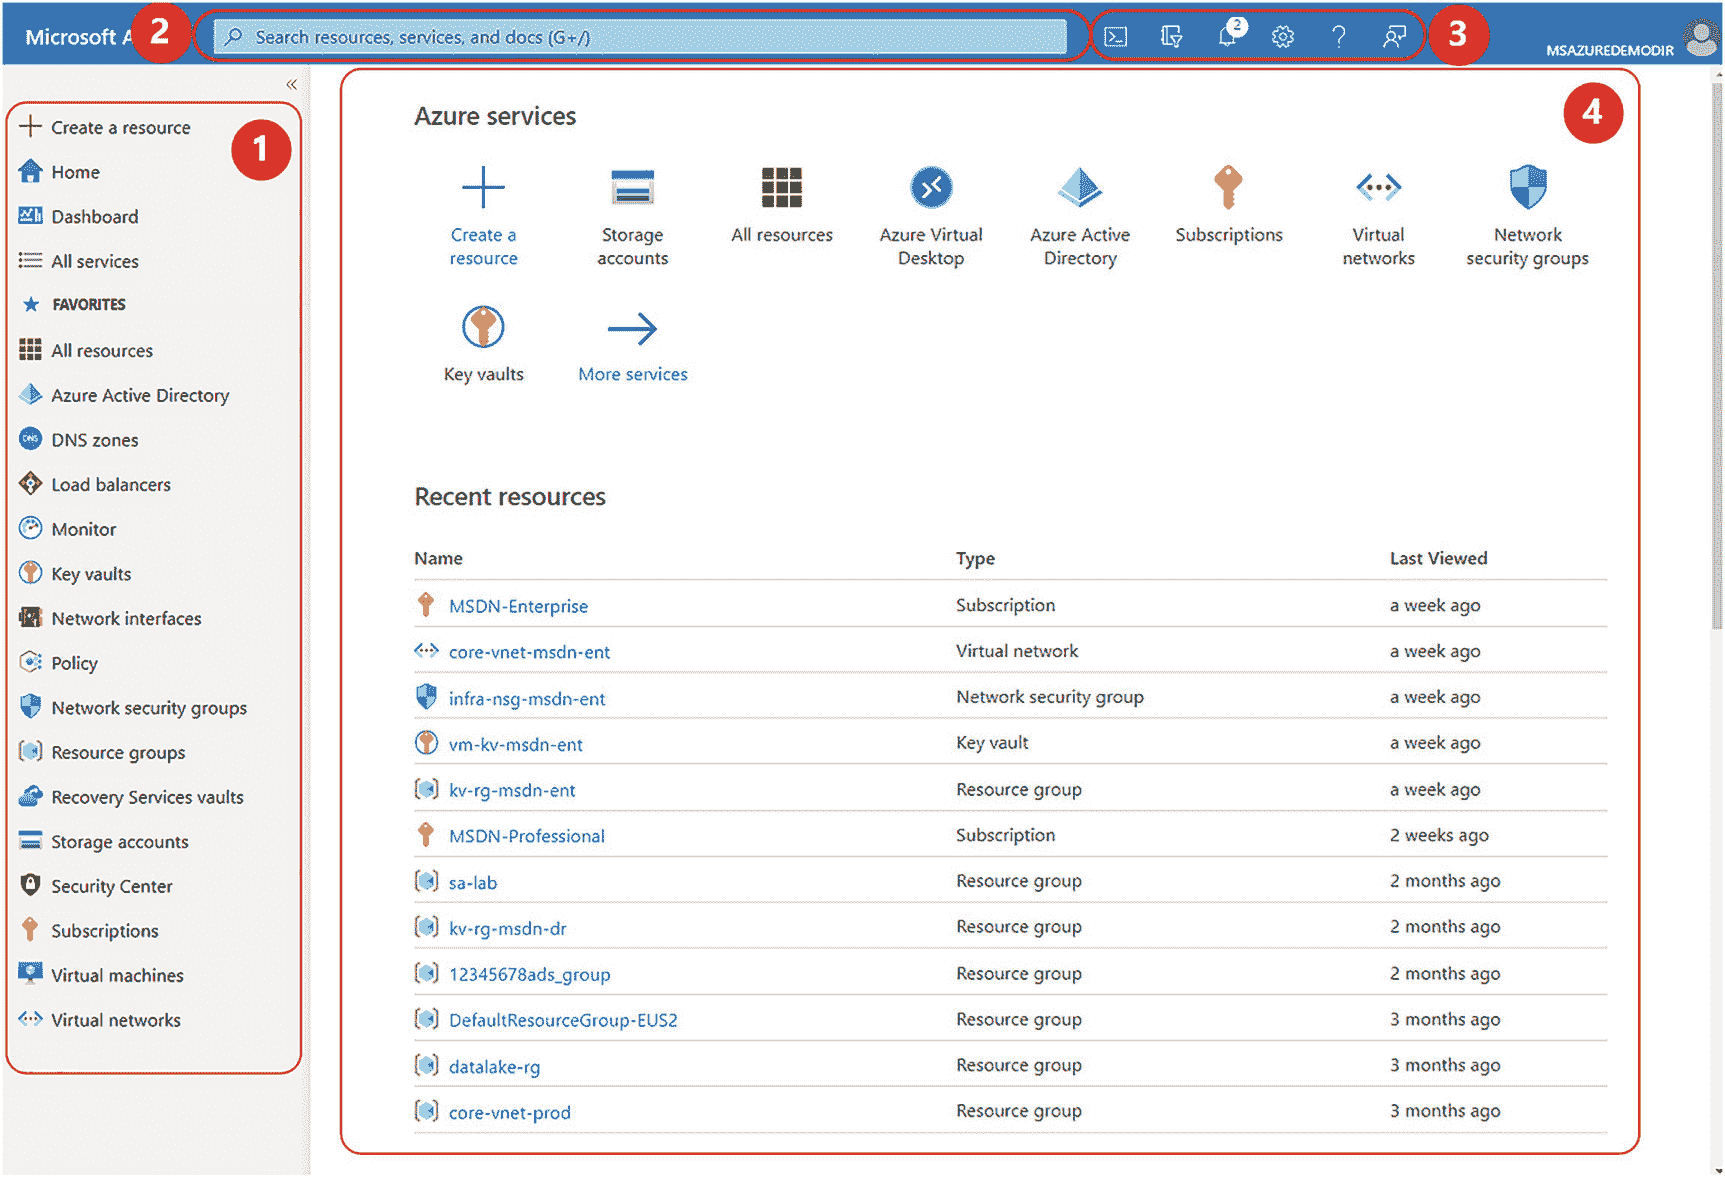 Microsoft A
2
Search resources, services, and docs (G+/)
2
3
MSAZUREDEMODIR
«
1
Create a resource
Home
Dashboard
All services
FAVORITES
All resources
Azure Active Directory
DNS
DNS zones
Load balancers
Monitor
Key vaults
Network interfaces
Policy
Network security groups
Resource groups
Recovery Services vaults
Storage accounts
Security Center
Subscriptions
Virtual machines
Virtual networks
4
Azure services
Create a
resource
Storage
accounts
All resources
Azure Virtual
Desktop
Azure Active
Directory
Subscriptions
Virtual
networks
Network
security groups
Key vaults
More services
Recent resources
Name Type Last Viewed
MSDN-Enterprise Subscription a week ago
core-vnet-msdn-ent Virtual network a week ago
infra-nsg-msdn-ent Network security group a week ago
vm-kv-msdn-ent Key vault a week ago
kv-rg-msdn-ent Resource group a week ago
MSDN-Professional Subscription 2 weeks ago
sa-lab Resource group 2 months ago
kv-rg-msdn-dr Resource group 2 months ago
12345678ads_group Resource group 2 months ago
DefaultResourceGroup-EUS2 Resource group 3 months ago
datalake-rg Resource group 3 months ago
core-vnet-prod Resource group 3 months ago